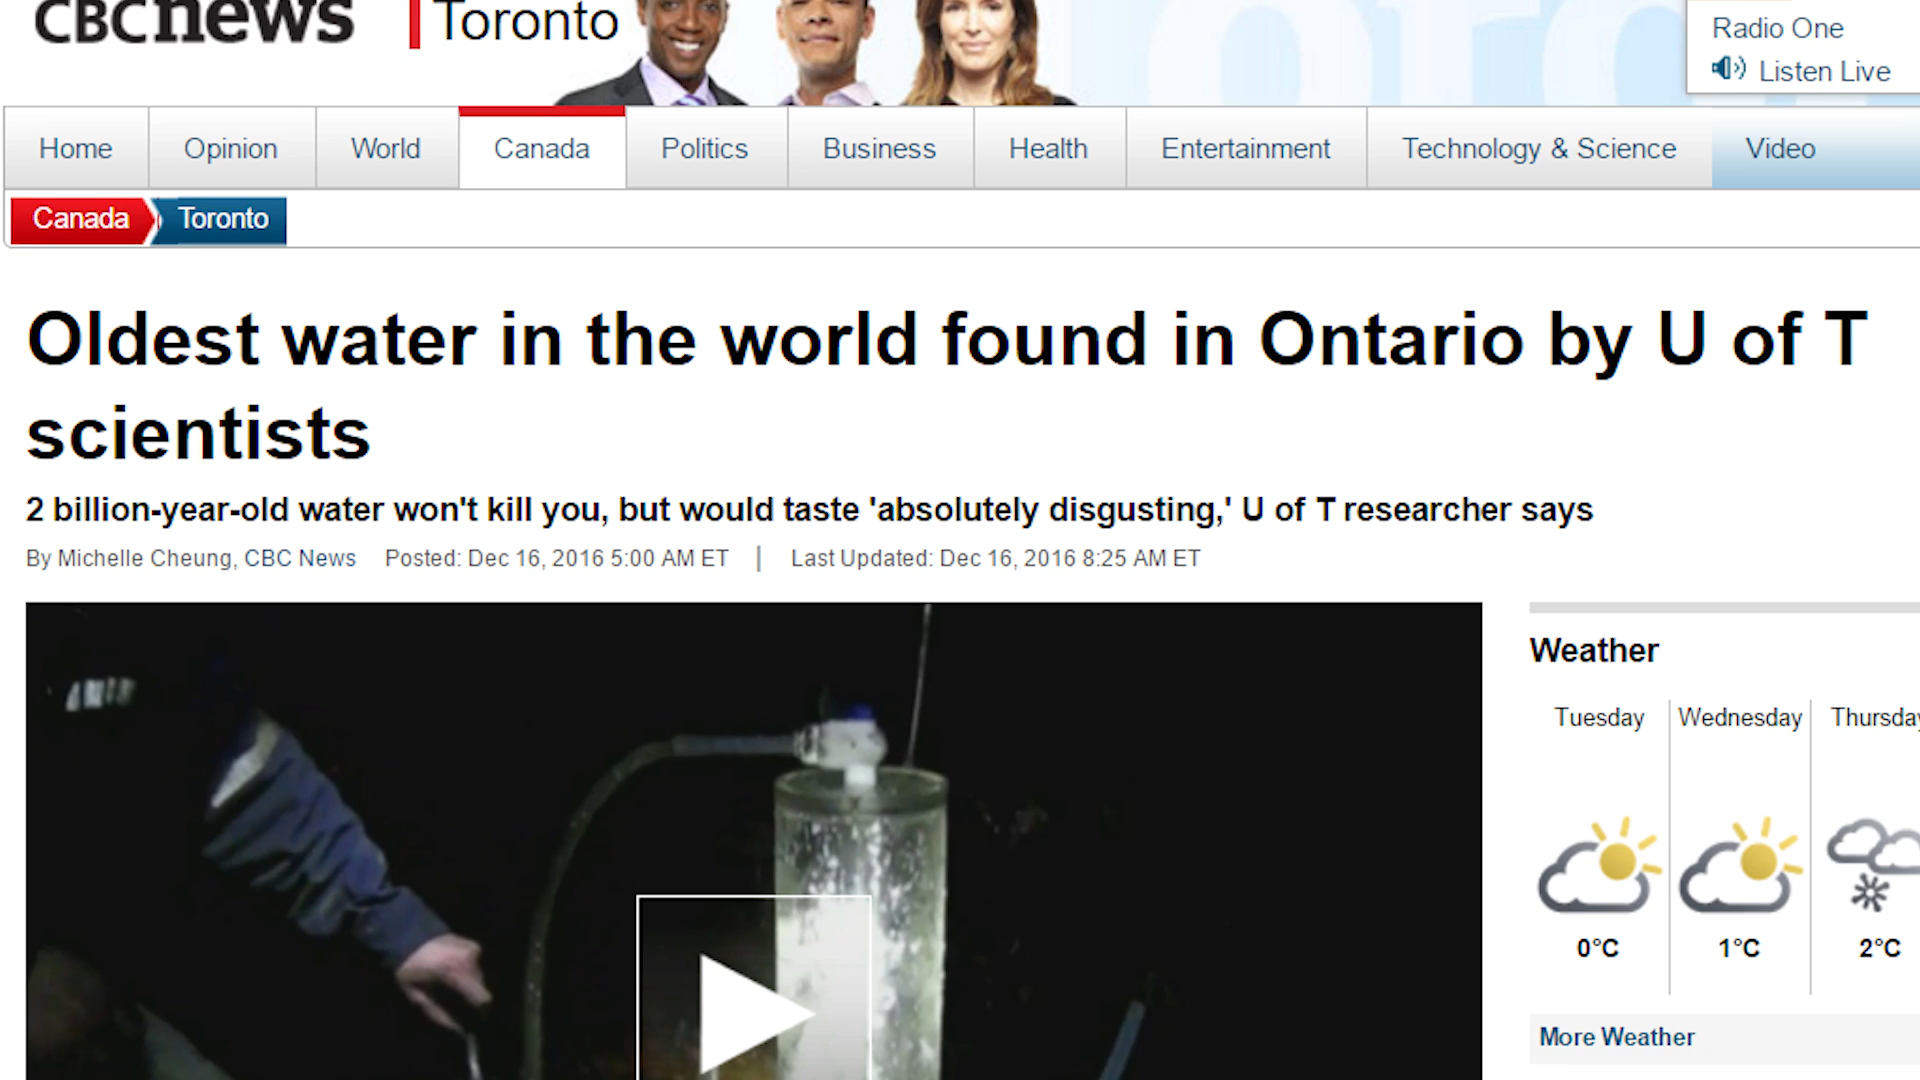 CBCnews Toronto
Radio One
Listen Live
Home Opinion World Canada Politics Business Health Entertainment Technology & Science Video
Canada Toronto
Oldest water in the world found in Ontario by U of T
scientists
2 billion-year-old water won't kill you, but would taste 'absolutely disgusting,' U of T researcher says
By Michelle Cheung, CBC News Posted: Dec 16, 2016 5:00 AM ET | Last Updated: Dec 16, 2016 8:25 AM ET
Weather
Tuesday Wednesday Thursday
0°C 1°C 2°C
More Weather